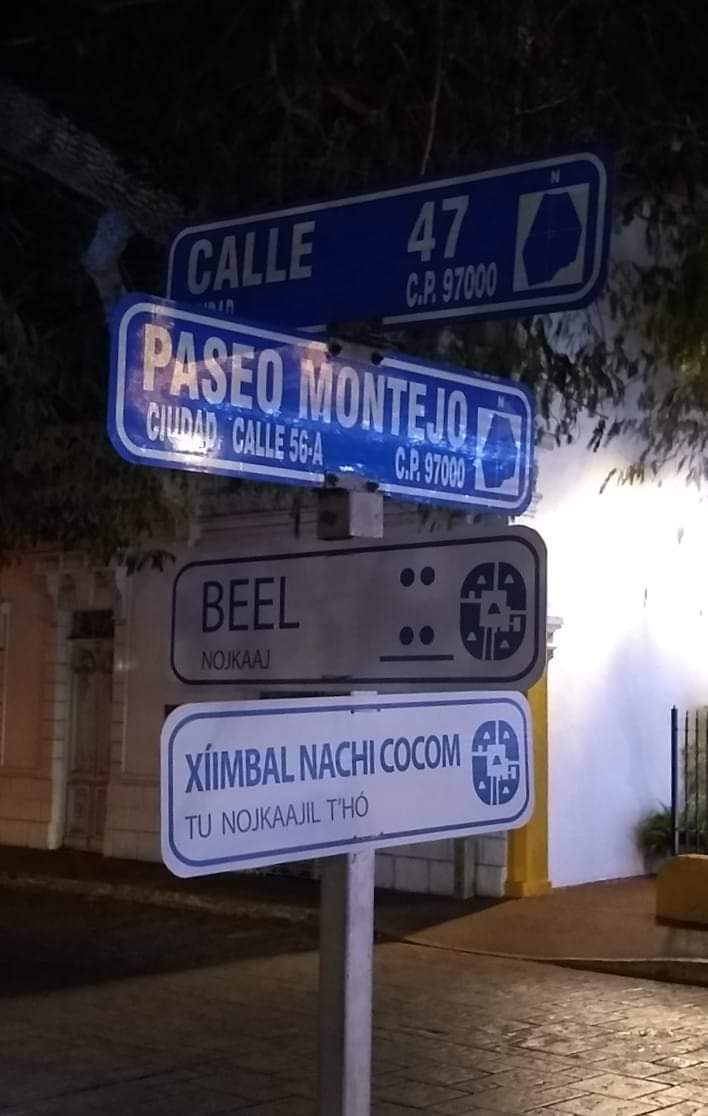 CALLE 47
C.P. 97000
N
PASEO MONTEJO
CIUDAD, CALLE 56-A C.P. 97000
N
BEEL
NOJKAAJ
XÍIMBAL NACHI COCOM
TU NOJKAAJIL T'HÓ